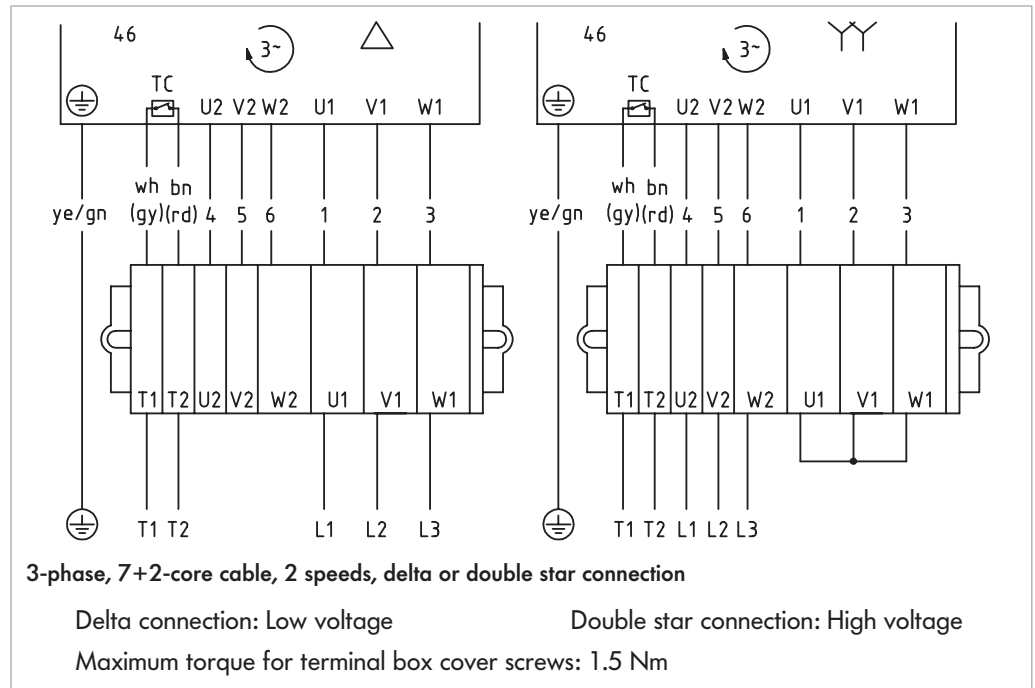 46 3~ 46 3~
TC TC
U2 V2 W2 U1 V1 W1 U2 V2 W2 U1 V1 W1
wh bn wh bn
ye/gn (gy)(rd) 4 5 6 1 2 3 ye/gn (gy)(rd) 4 5 6 1 2 3
T1 T2 U2 V2 W2 U1 V1 W1 T1 T2 U2 V2 W2 U1 V1 W1
T1 T2 L1 L2 L3 T1 T2 L1 L2 L3
3-phase, 7+2-core cable, 2 speeds, delta or double star connection
Delta connection: Low voltage Double star connection: High voltage
Maximum torque for terminal box cover screws: 1.5 Nm